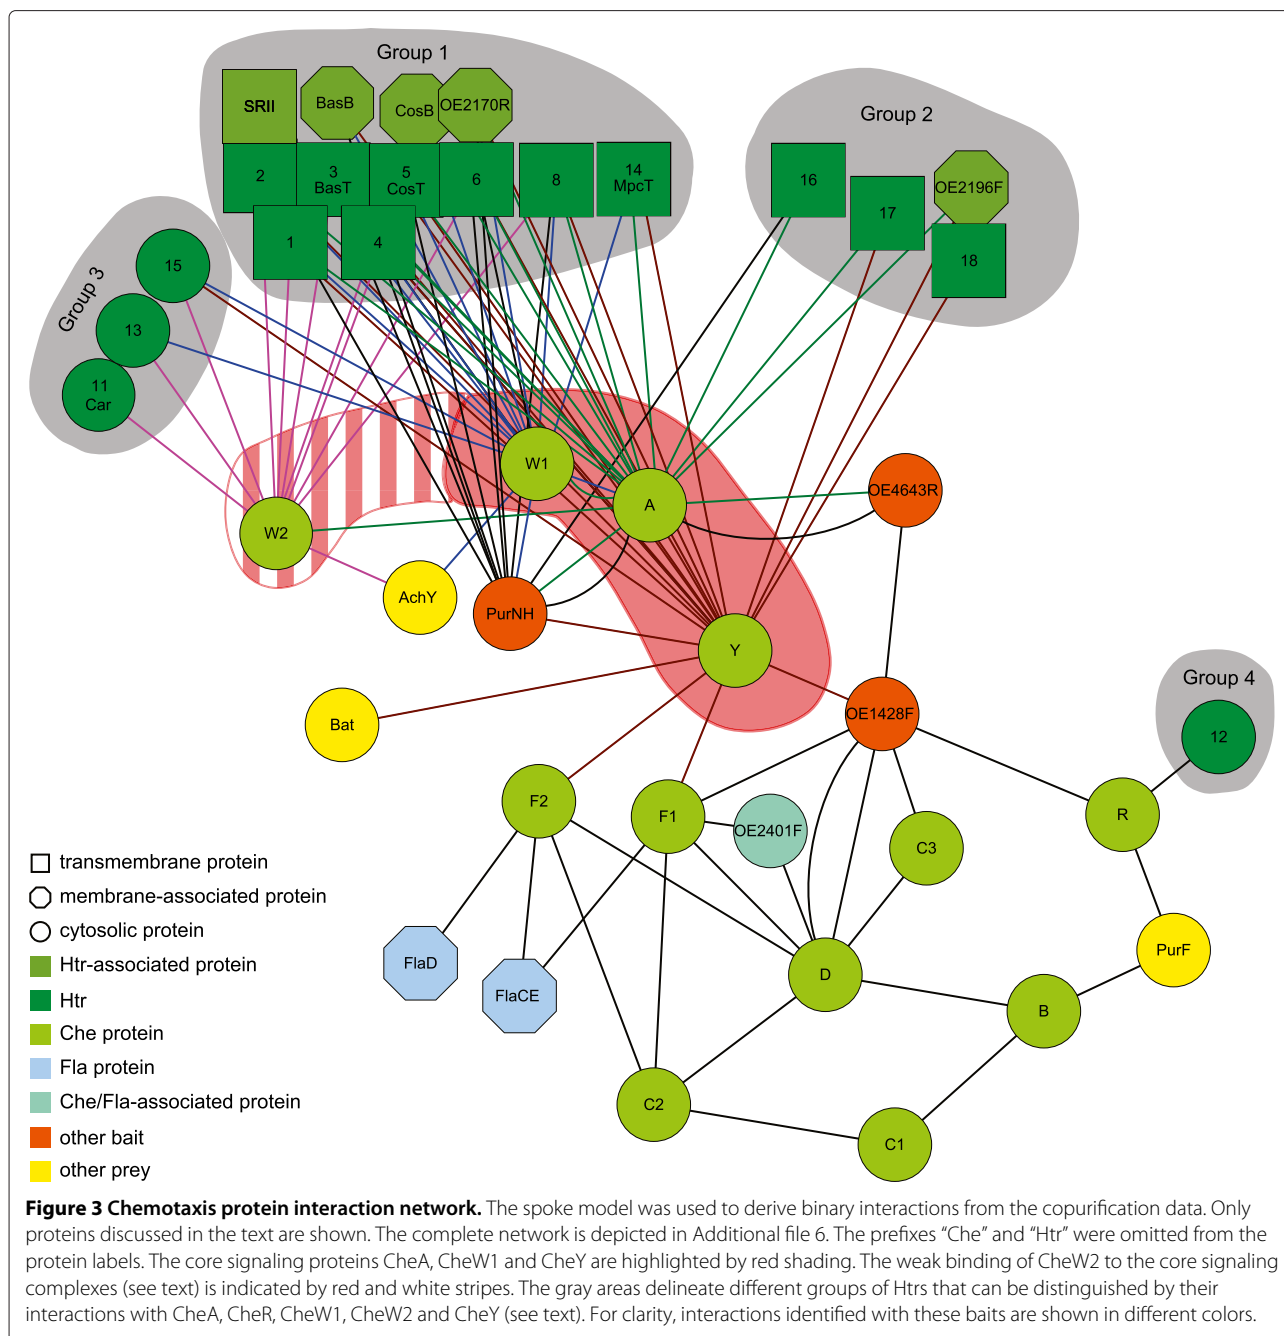 Group 1
SRII
BasB
CosB
OE2170R
2
3
BasT
5
CosT
6
8
14
MpcT
1
4
Group 2
16
17
OE2196F
18
Group 3
15
13
11
Car
W1
A
W2
OE4643R
AchY
PurNH
Y
Bat
OE1428F
Group 4
12
F2
F1
OE2401F
C3
R
FlaD
FlaCE
D
PurF
B
C2
C1
transmembrane protein
membrane-associated protein
cytosolic protein
Htr-associated protein
Htr
Che protein
Fla protein
Che/Fla-associated protein
other bait
other prey
Figure 3 Chemotaxis protein interaction network. The spoke model was used to derive binary interactions from the copurification data. Only
proteins discussed in the text are shown. The complete network is depicted in Additional file 6. The prefixes “Che” and “Htr” were omitted from the
protein labels. The core signaling proteins CheA, CheW1 and CheY are highlighted by red shading. The weak binding of CheW2 to the core signaling
complexes (see text) is indicated by red and white stripes. The gray areas delineate different groups of Htrs that can be distinguished by their
interactions with CheA, CheR, CheW1, CheW2 and CheY (see text). For clarity, interactions identified with these baits are shown in different colors.